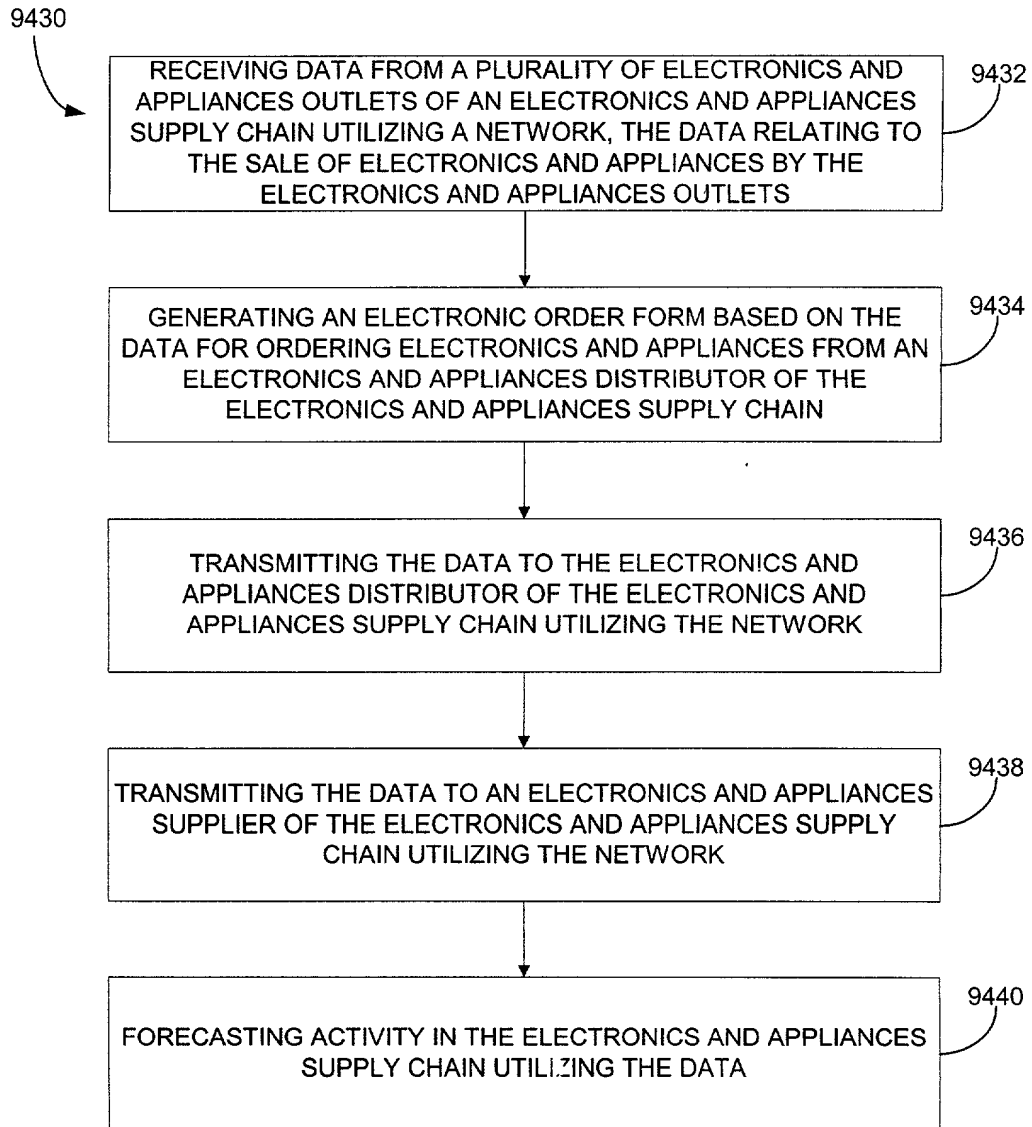 9430
RECEIVING DATA FROM A PLURALITY OF ELECTRONICS AND
APPLIANCES OUTLETS OF AN ELECTRONICS AND APPLIANCES
SUPPLY CHAIN UTILIZING A NETWORK, THE DATA RELATING TO
THE SALE OF ELECTRONICS AND APPLIANCES BY THE
ELECTRONICS AND APPLIANCES OUTLETS
9432
GENERATING AN ELECTRONIC ORDER FORM BASED ON THE
DATA FOR ORDERING ELECTRONICS AND APPLIANCES FROM AN
ELECTRONICS AND APPLIANCES DISTRIBUTOR OF THE
ELECTRONICS AND APPLIANCES SUPPLY CHAIN
9434
TRANSMITTING THE DATA TO THE ELECTRONICS AND
APPLIANCES DISTRIBUTOR OF THE ELECTRONICS AND
APPLIANCES SUPPLY CHAIN UTILIZING THE NETWORK
9436
TRANSMITTING THE DATA TO AN ELECTRONICS AND APPLIANCES
SUPPLIER OF THE ELECTRONICS AND APPLIANCES SUPPLY
CHAIN UTILIZING THE NETWORK
9438
FORECASTING ACTIVITY IN THE ELECTRONICS AND APPLIANCES
SUPPLY CHAIN UTILIZING THE DATA
9440